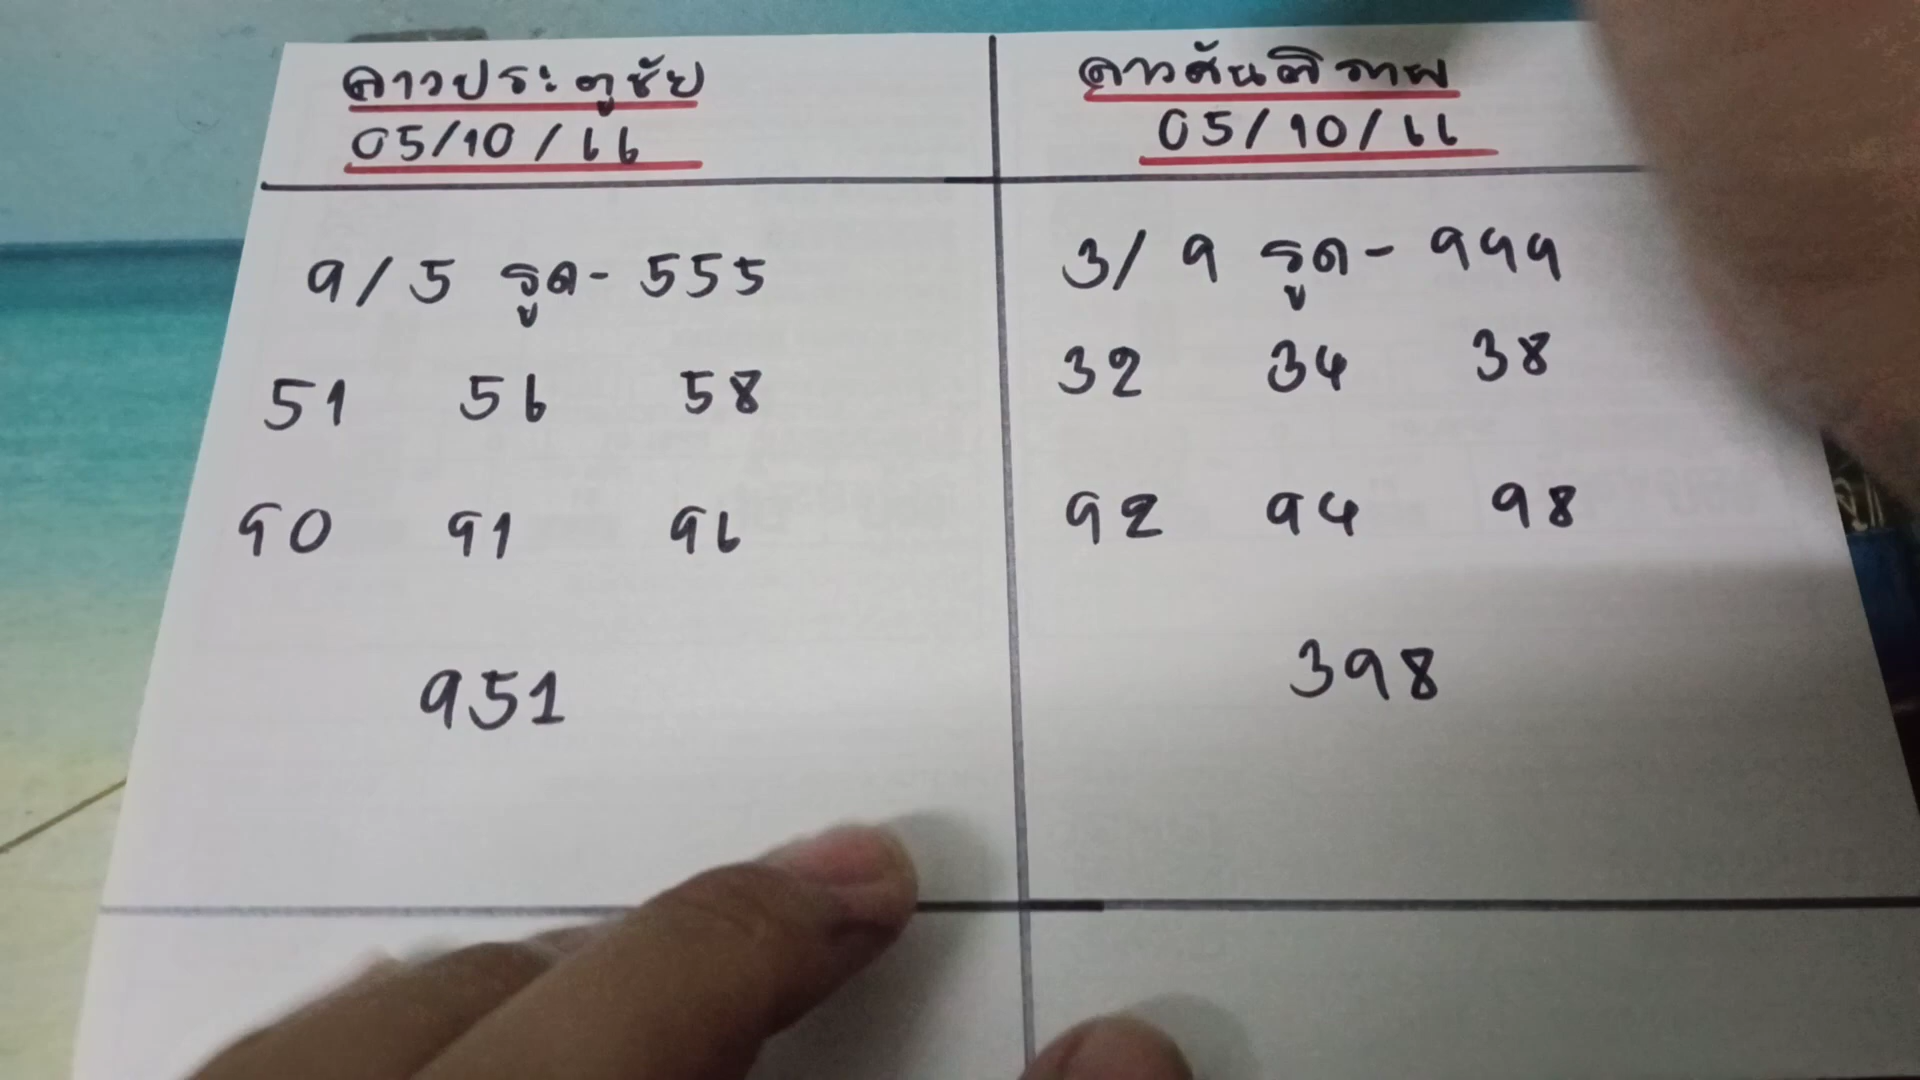 ลาวประตูชัย
05/10/66
9/5 รูด- 555
51 56 58
90 91 96
951
ลาวสันติภาพ
05/10/66
3/9 รูด- 999
32 34 38
92 94 98
398